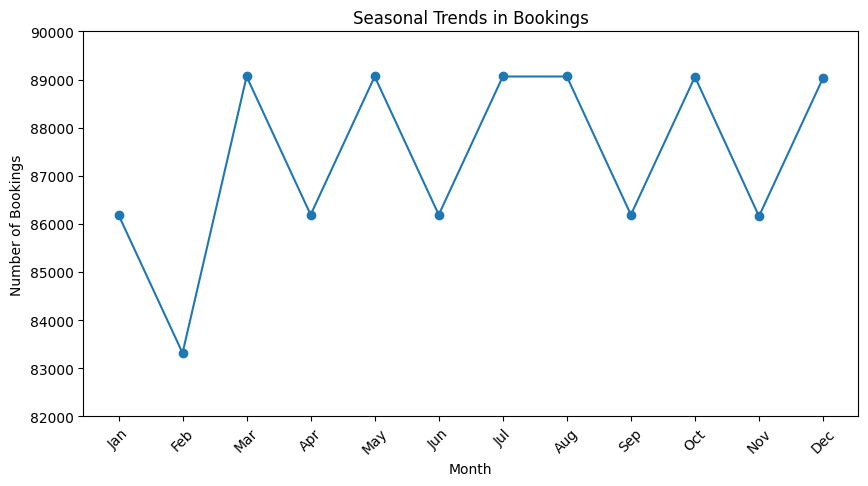 Seasonal Trends in Bookings
90000
89000
88000
87000
86000
85000
84000
83000
82000
Number of Bookings
Jan
Feb
Mar
Apr
May
Jun
Jul
Aug
Sep
Oct
Nov
Dec
Month